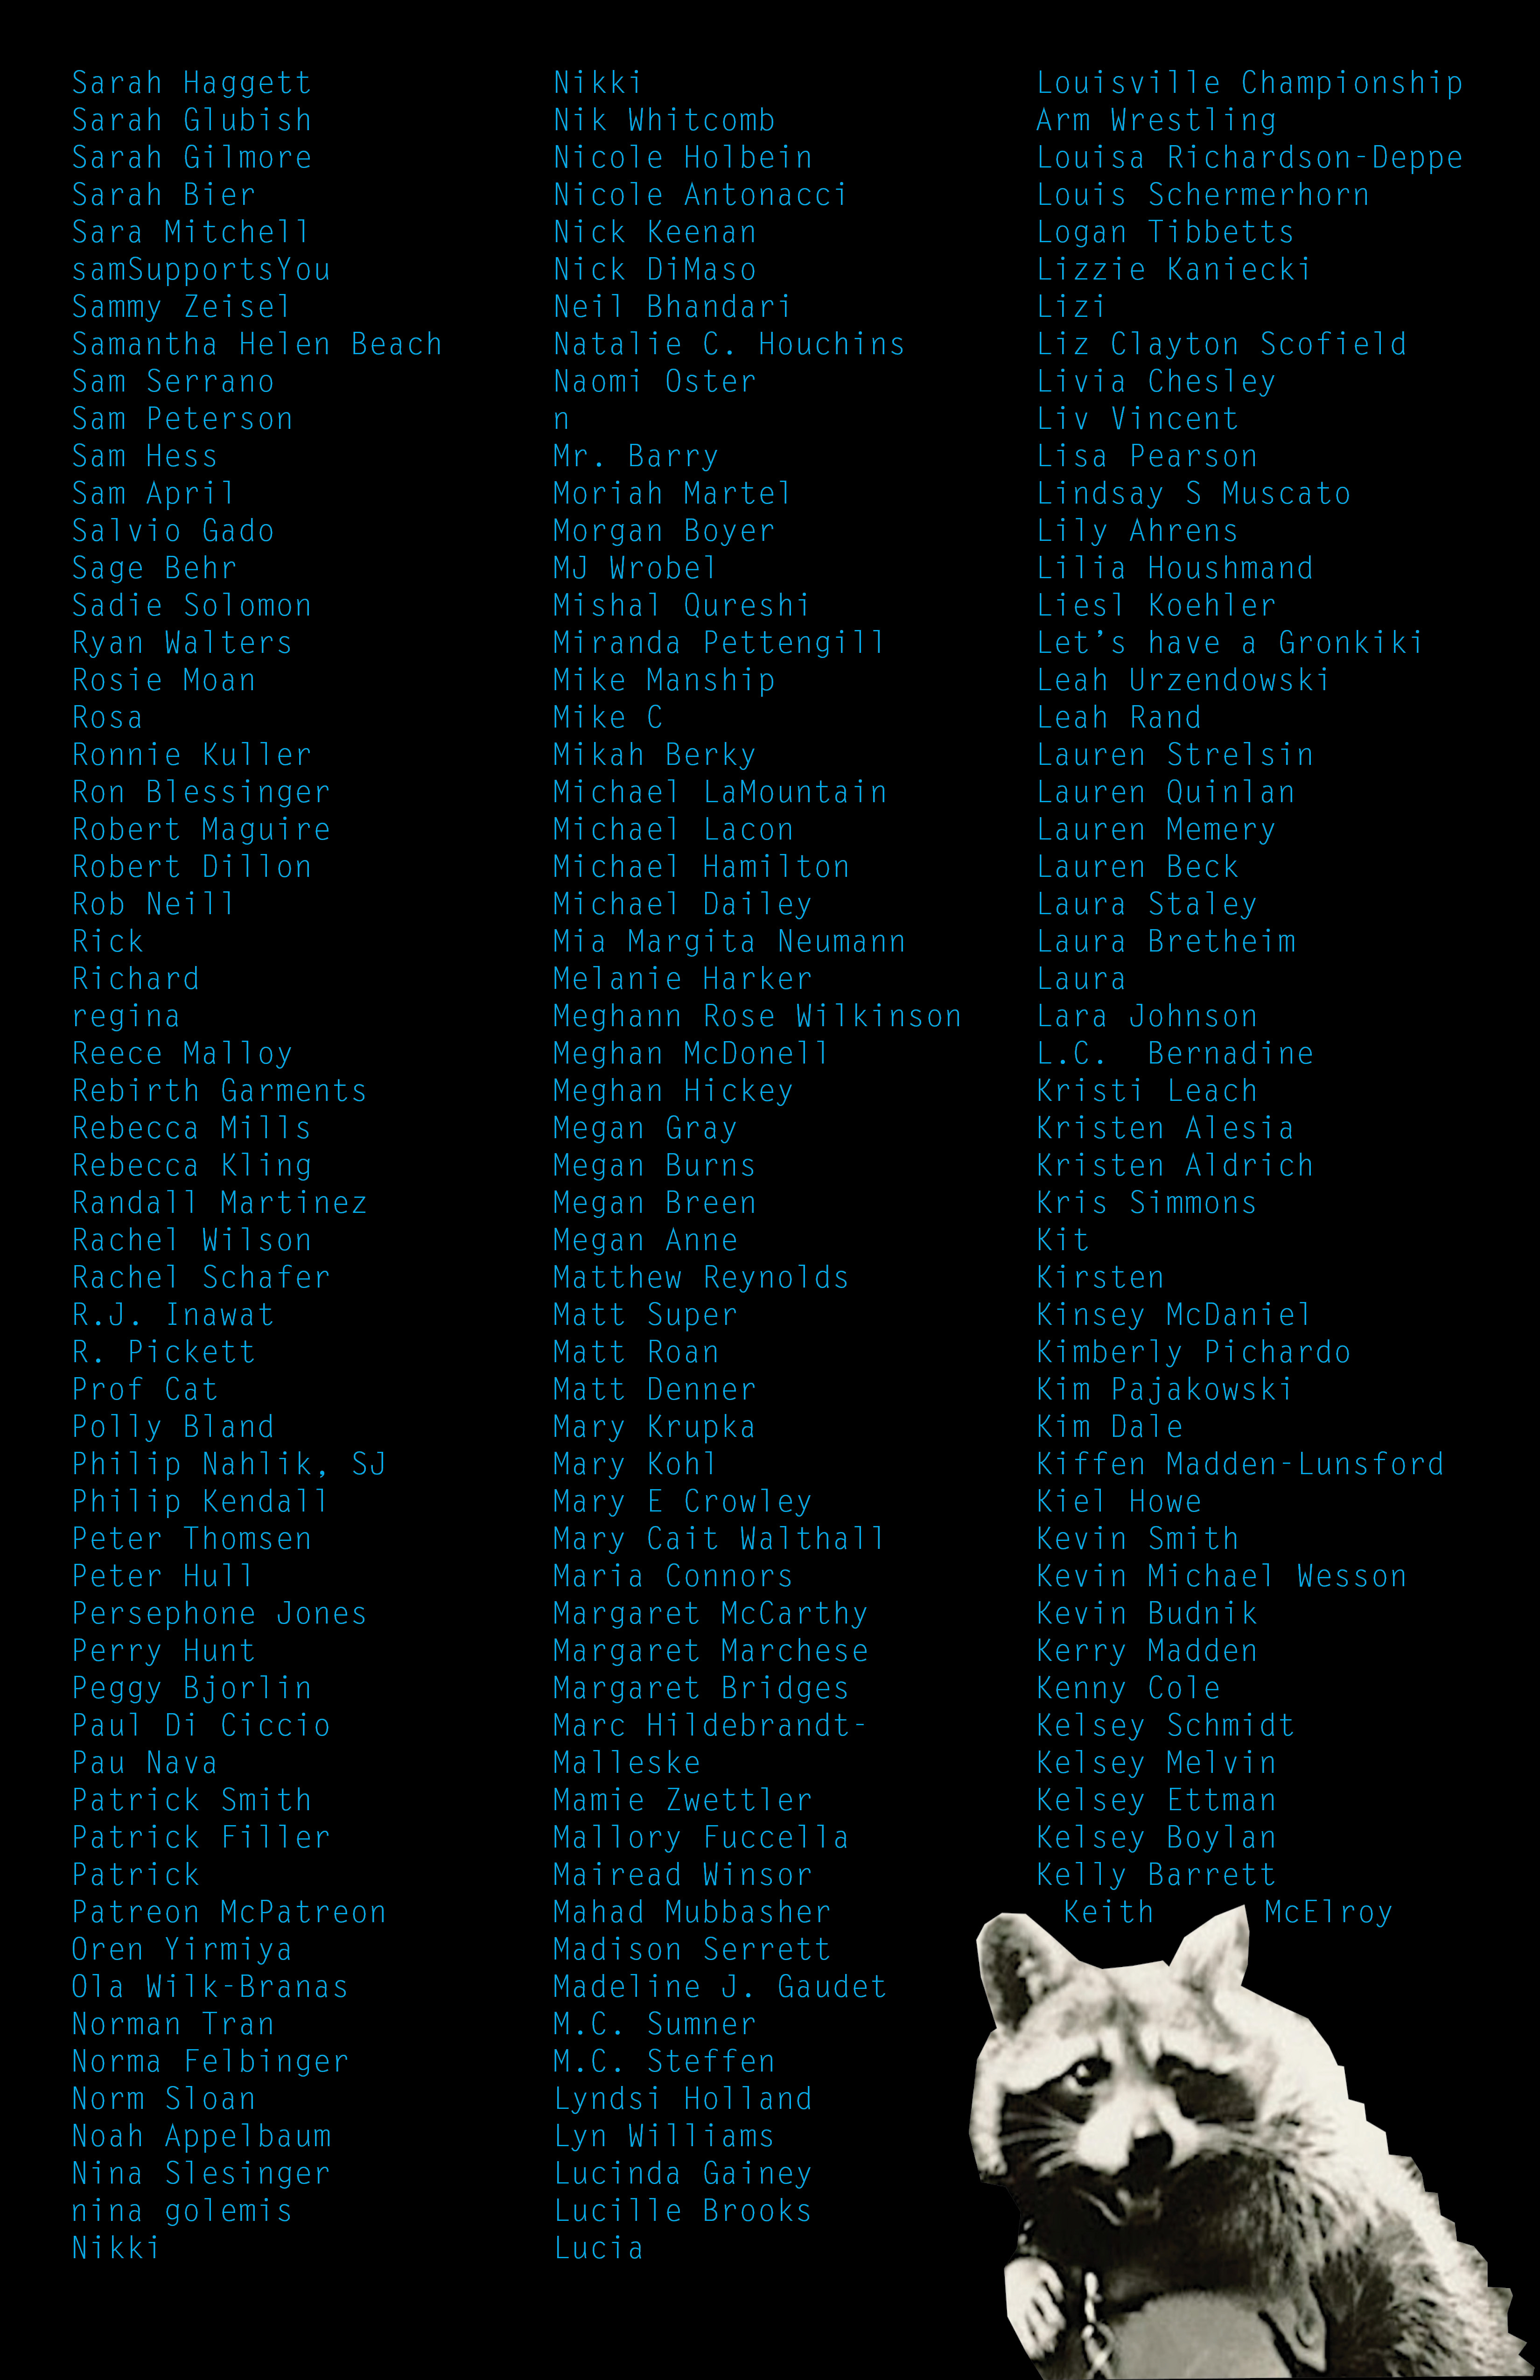 Sarah Haggett
Sarah Glubish
Sarah Gilmore
Sarah Bier
Sara Mitchell
samSupportsYou
Sammy Zeisel
Samantha Helen Beach
Sam Serrano
Sam Peterson
Sam Hess
Sam April
Salvio Gado
Sage Behr
Sadie Solomon
Ryan Walters
Rosie Moan
Rosa
Ronnie Kuller
Ron Blessinger
Robert Maguire
Robert Dillon
Rob Neill
Rick
Richard
regina
Reece Malloy
Rebirth Garments
Rebecca Mills
Rebecca Kling
Randall Martinez
Rachel Wilson
Rachel Schafer
R.J. Inawat
R. Pickett
Prof Cat
Polly Bland
Philip Nahlik, SJ
Philip Kendall
Peter Thomsen
Peter Hull
Persephone Jones
Perry Hunt
Peggy Bjorlin
Paul Di Ciccio
Pau Nava
Patrick Smith
Patrick Filler
Patrick
Patreon McPatreon
Oren Yirmiya
Ola Wilk-Branas
Norman Tran
Norma Felbinger
Norm Sloan
Noah Appelbaum
Nina Slesinger
nina golemis
Nikki
Nikki
Nik Whitcomb
Nicole Holbein
Nicole Antonacci
Nick Keenan
Nick DiMaso
Neil Bhandari
Natalie C. Houchins
Naomi Oster
n
Mr. Barry
Moriah Martel
Morgan Boyer
MJ Wrobel
Mishal Qureshi
Miranda Pettengill
Mike Manship
Mike C
Mikah Berky
Michael LaMountain
Michael Lacon
Michael Hamilton
Michael Dailey
Mia Margita Neumann
Melanie Harker
Meghann Rose Wilkinson
Meghan McDonell
Meghan Hickey
Megan Gray
Megan Burns
Megan Breen
Megan Anne
Matthew Reynolds
Matt Super
Matt Roan
Matt Denner
Mary Krupka
Mary Kohl
Mary E Crowley
Mary Cait Walthall
Maria Connors
Margaret McCarthy
Margaret Marchese
Margaret Bridges
Marc Hildebrandt-
Malleske
Mamie Zwettler
Mallory Fuccella
Mairead Winsor
Mahad Mubbasher
Madison Serrett
Madeline J. Gaudet
M.C. Sumner
M.C. Steffen
Lyndsi Holland
Lyn Williams
Lucinda Gainey
Lucille Brooks
Lucia
Louisville Championship
Arm Wrestling
Louisa Richardson-Deppe
Louis Schermerhorn
Logan Tibbetts
Lizzie Kaniecki
Lizi
Liz Clayton Scofield
Livia Chesley
Liv Vincent
Lisa Pearson
Lindsay S Muscato
Lily Ahrens
Lilia Houshmand
Liesl Koehler
Let’s have a Gronkiki
Leah Urzendowski
Leah Rand
Lauren Strelsin
Lauren Quinlan
Lauren Memery
Lauren Beck
Laura Staley
Laura Bretheim
Laura
Lara Johnson
L.C.  Bernadine
Kristi Leach
Kristen Alesia
Kristen Aldrich
Kris Simmons
Kit
Kirsten
Kinsey McDaniel
Kimberly Pichardo
Kim Pajakowski
Kim Dale
Kiffen Madden-Lunsford
Kiel Howe
Kevin Smith
Kevin Michael Wesson
Kevin Budnik
Kerry Madden
Kenny Cole
Kelsey Schmidt
Kelsey Melvin
Kelsey Ettman
Kelsey Boylan
Kelly Barrett
Keith McElroy